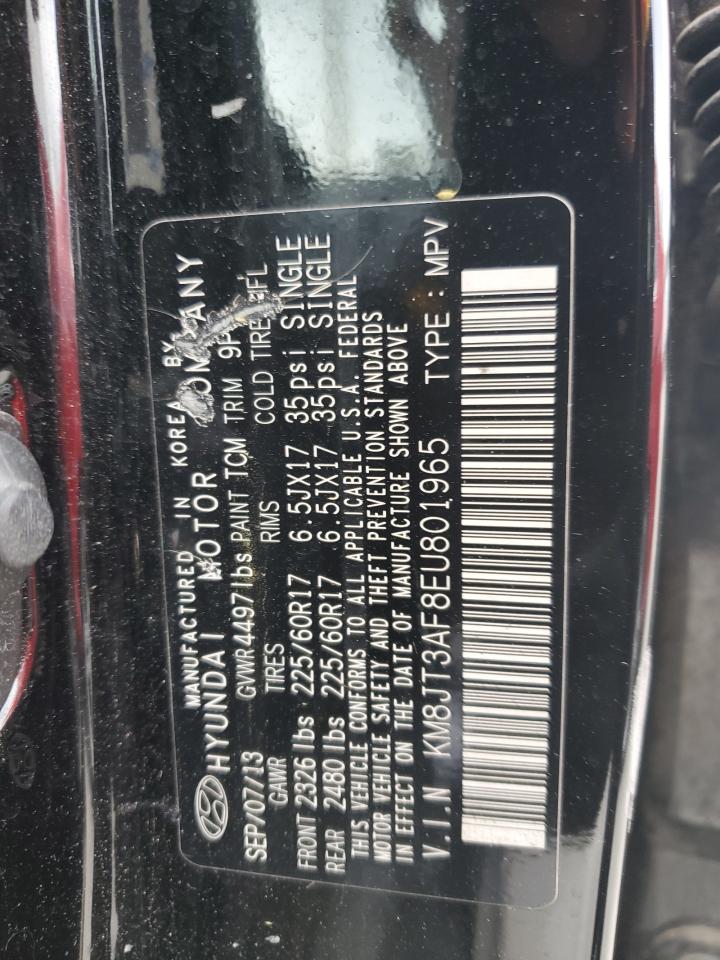 MANUFACTURED IN KOREA BY
HYUNDAI MOTOR COMPANY
SEP/07/13 GVWR 4497 lbs PAINT TCM TRIM
GAWR TIRES RIMS COLD TIRE INFL
FRONT 2326 lbs 225/60R17 6.5JX17 35psi SINGLE
REAR 2480 lbs 225/60R17 6.5JX17 35psi SINGLE
THIS VEHICLE CONFORMS TO ALL APPLICABLE U.S.A. FEDERAL
MOTOR VEHICLE SAFETY AND THEFT PREVENTION STANDARDS
IN EFFECT ON THE DATE OF MANUFACTURE SHOWN ABOVE
V.I.N KM8JT3AF8EU801965 TYPE : MPV